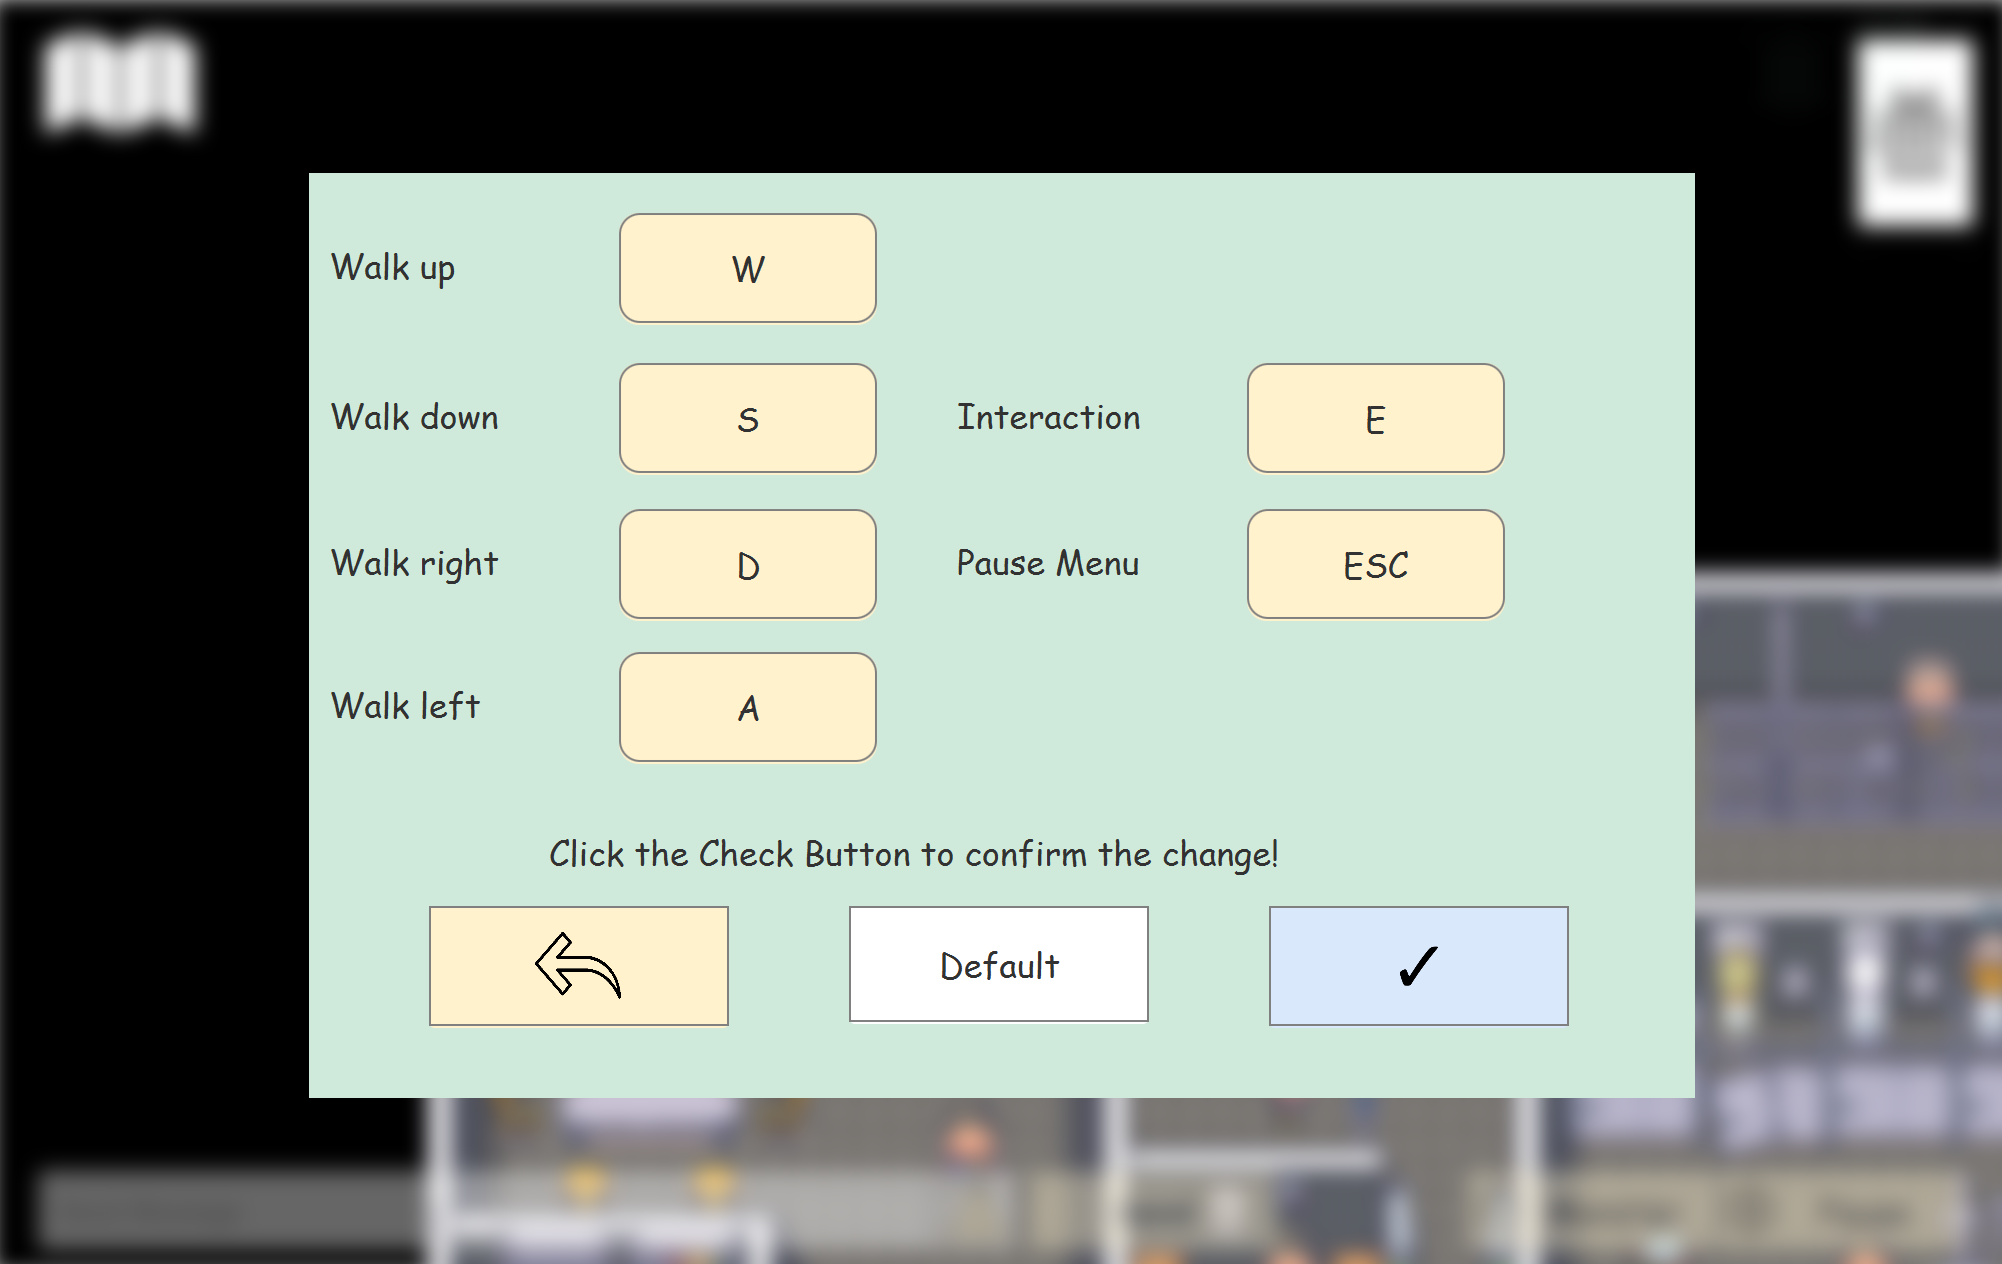 Walk up
W
Walk down
S
Interaction
E
Walk right
D
Pause Menu
ESC
Walk left
A
Click the Check Button to confirm the change!
Default